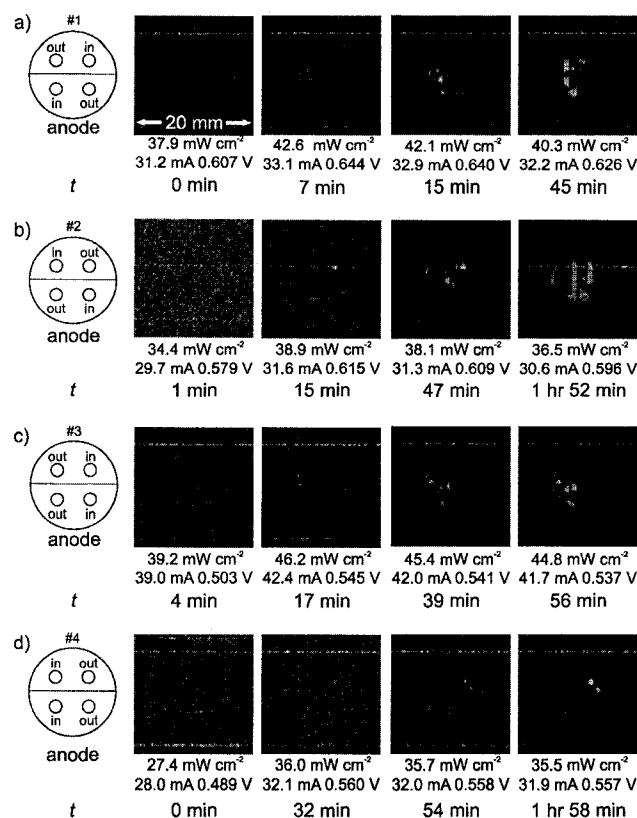 a) #1
out in
in out
anode
20 mm
37.9 mW cm-2 42.6 mW cm-2 42.1 mW cm-2 40.3 mW cm-2
31.2 mA 0.607 V 33.1 mA 0.644 V 32.9 mA 0.640 V 32.2 mA 0.626 V
t 0 min 7 min 15 min 45 min
b) #2
in out
out in
anode
34.4 mW cm-2 38.9 mW cm-2 38.1 mW cm-2 36.5 mW cm-2
29.7 mA 0.579 V 31.6 mA 0.615 V 31.3 mA 0.609 V 30.6 mA 0.596 V
t 1 min 15 min 47 min 1 hr 52 min
c) #3
out in
out in
anode
39.2 mW cm-2 46.2 mW cm-2 45.4 mW cm-2 44.8 mW cm-2
39.0 mA 0.503 V 42.4 mA 0.545 V 42.0 mA 0.541 V 41.7 mA 0.537 V
t 4 min 17 min 39 min 56 min
d) #4
in out
in out
anode
27.4 mW cm-2 36.0 mW cm-2 35.7 mW cm-2 35.5 mW cm-2
28.0 mA 0.489 V 32.1 mA 0.560 V 32.0 mA 0.558 V 31.9 mA 0.557 V
t 0 min 32 min 54 min 1 hr 58 min